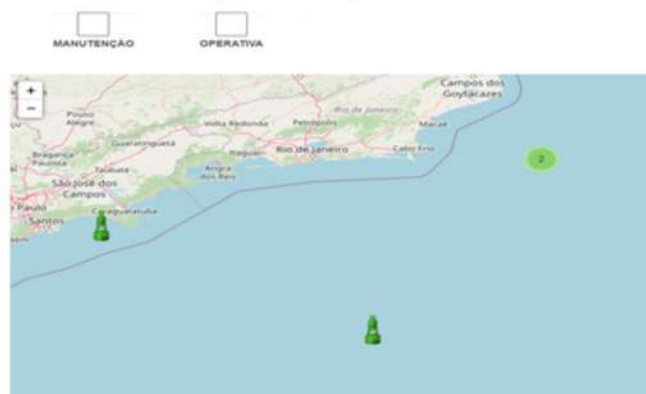 MANUTENÇÃO
OPERATIVA
+
−
Campos dos
Goytacazes
Pouso
Alegre
Rio de Janeiro
Volta Redonda
Petrópolis
Macaé
Guaratinguetá
Bragança
Paulista
Itaguaí
Rio de Janeiro
Cabo Frio
2
Taubaté
Angra
dos Reis
São José dos
Campos
Paulo
Caraguatatuba
Santos